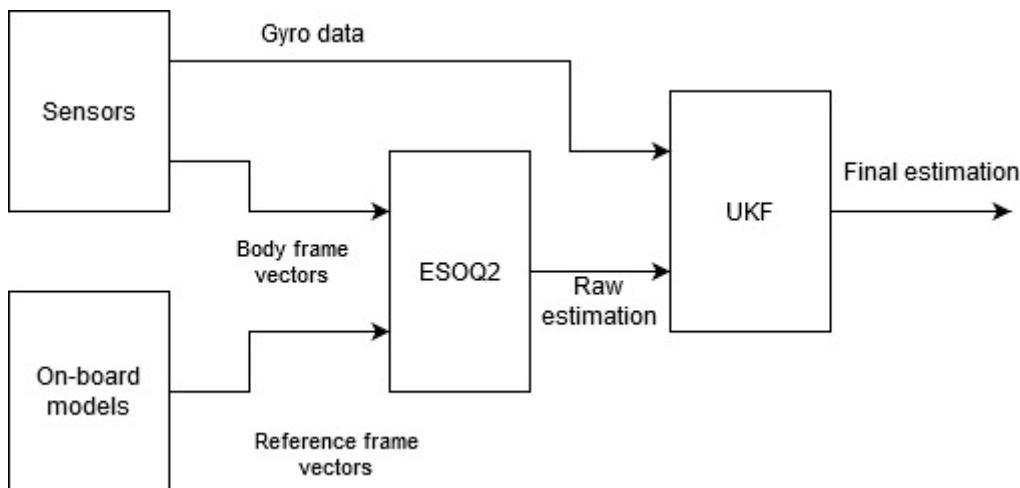 Gyro data
Sensors
Final estimation
UKF
Body frame
vectors
ESOQ2
Raw
estimation
On-board
models
Reference frame
vectors